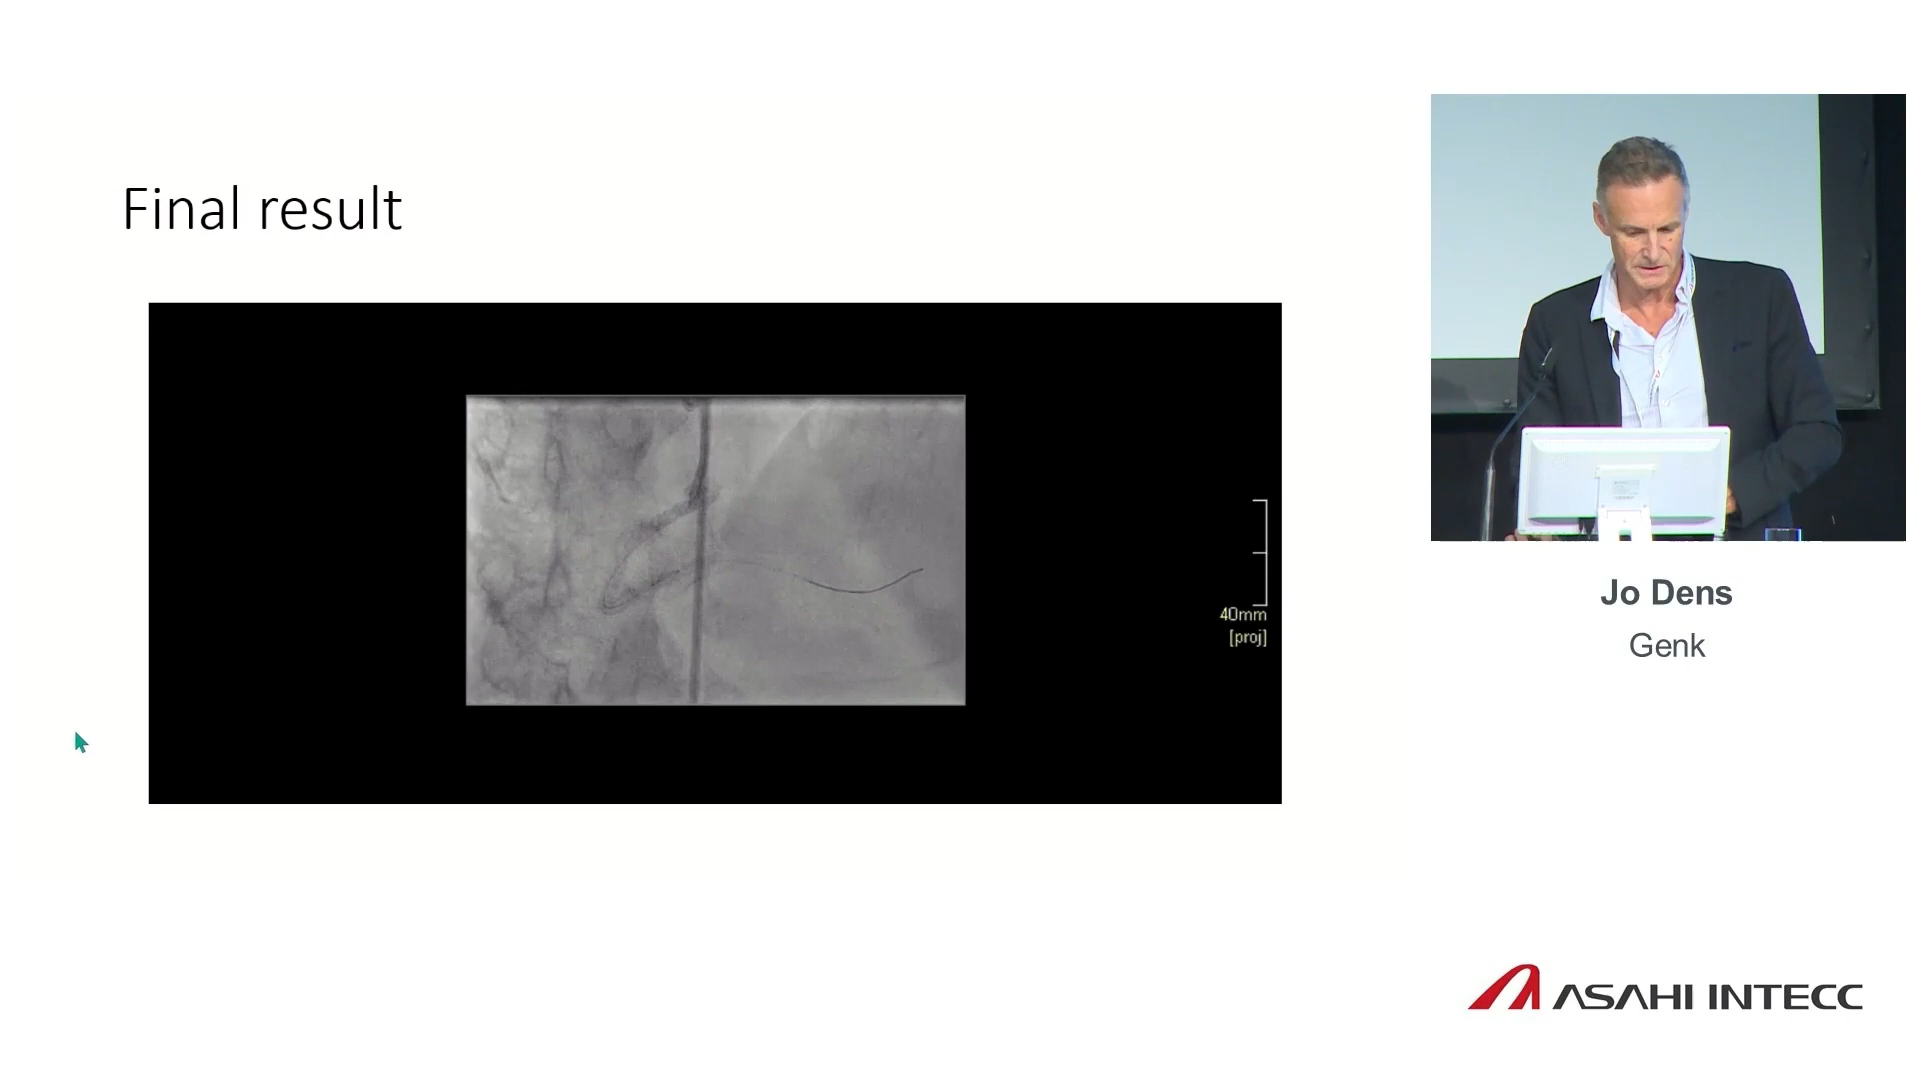 Final result
40mm
[proj]
Jo Dens
Genk
ASAHI INTECC